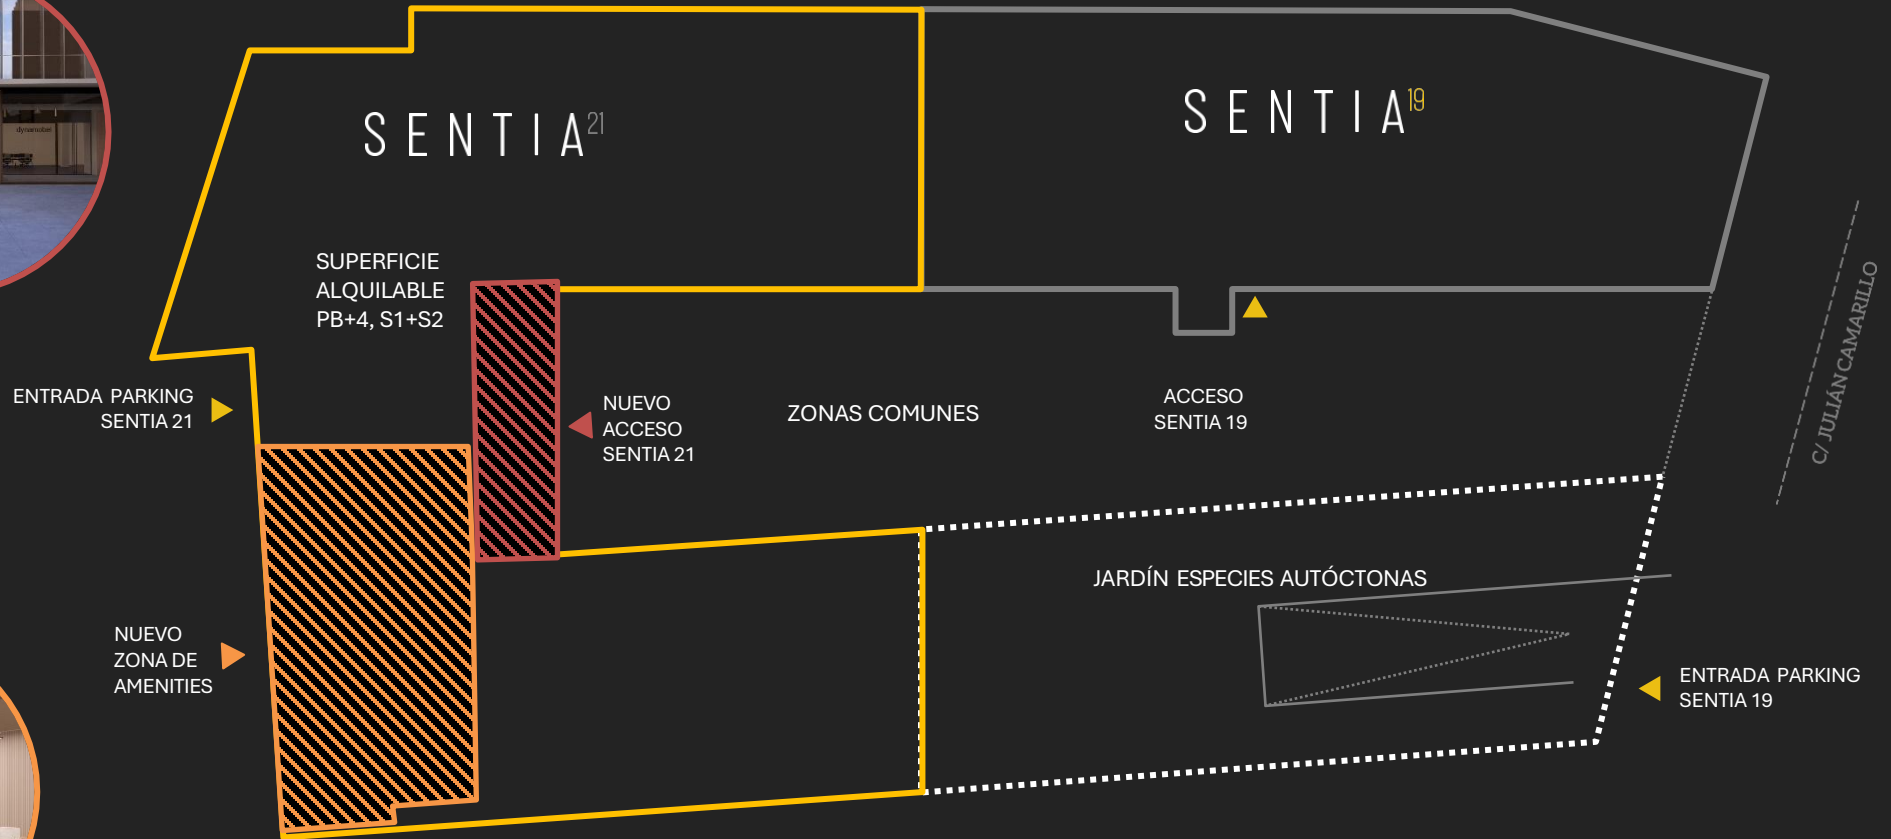 SENTIA21
SENTIA19
dynamobel
SUPERFICIE
ALQUILABLE
PB+4, S1+S2
ENTRADA PARKING
SENTIA 21
NUEVO
ACCESO
SENTIA 21
ZONAS COMUNES
ACCESO
SENTIA 19
C/ JULIÁN CAMARILLO
JARDÍN ESPECIES AUTÓCTONAS
NUEVO
ZONA DE
AMENITIES
ENTRADA PARKING
SENTIA 19